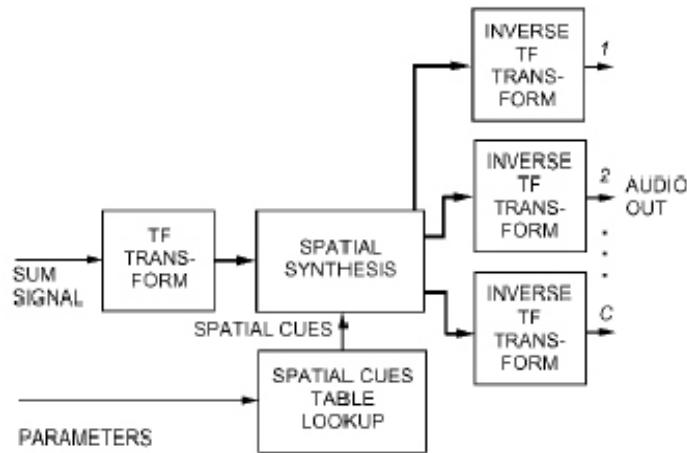 INVERSE
TF
TRANS-
FORM
1
INVERSE
TF
TRANS-
FORM
2
AUDIO
OUT
TF
TRANS-
FORM
SPATIAL
SYNTHESIS
SUM
SIGNAL
INVERSE
TF
TRANS-
FORM
C
SPATIAL CUES
SPATIAL CUES
TABLE
LOOKUP
PARAMETERS